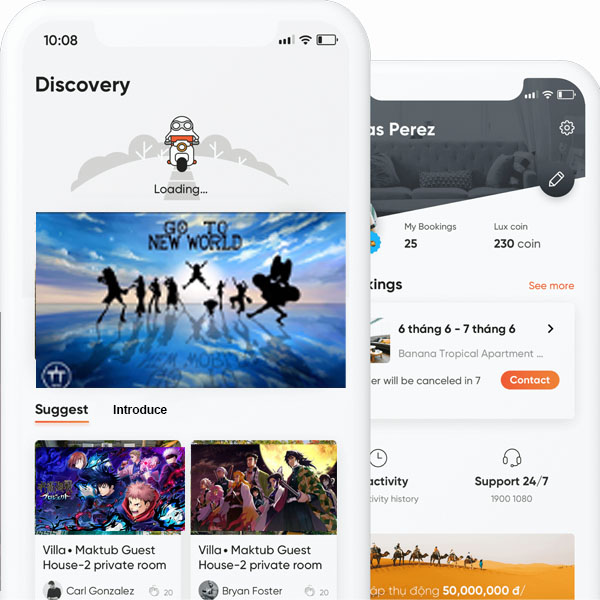 10:08
Discovery
Loading...
GO TO
NEW WORLD
Suggest
Introduce
Villa • Maktub Guest
House-2 private room
Carl Gonzalez
20
Villa • Maktub Guest
House-2 private room
Bryan Foster
20
as Perez
My Bookings
25
Lux coin
230 coin
kings
See more
6 tháng 6 - 7 tháng 6
Banana Tropical Apartment ...
er will be canceled in 7
Contact
activity
tivity history
Support 24/7
1900 1080
ập thụ động 50,000,000 đ/